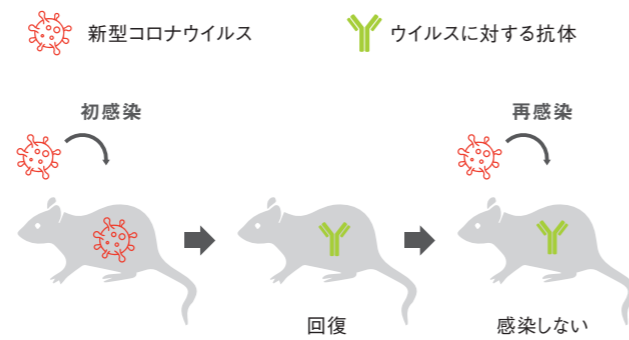 新型コロナウイルス
ウイルスに対する抗体
初感染
再感染
回復
感染しない